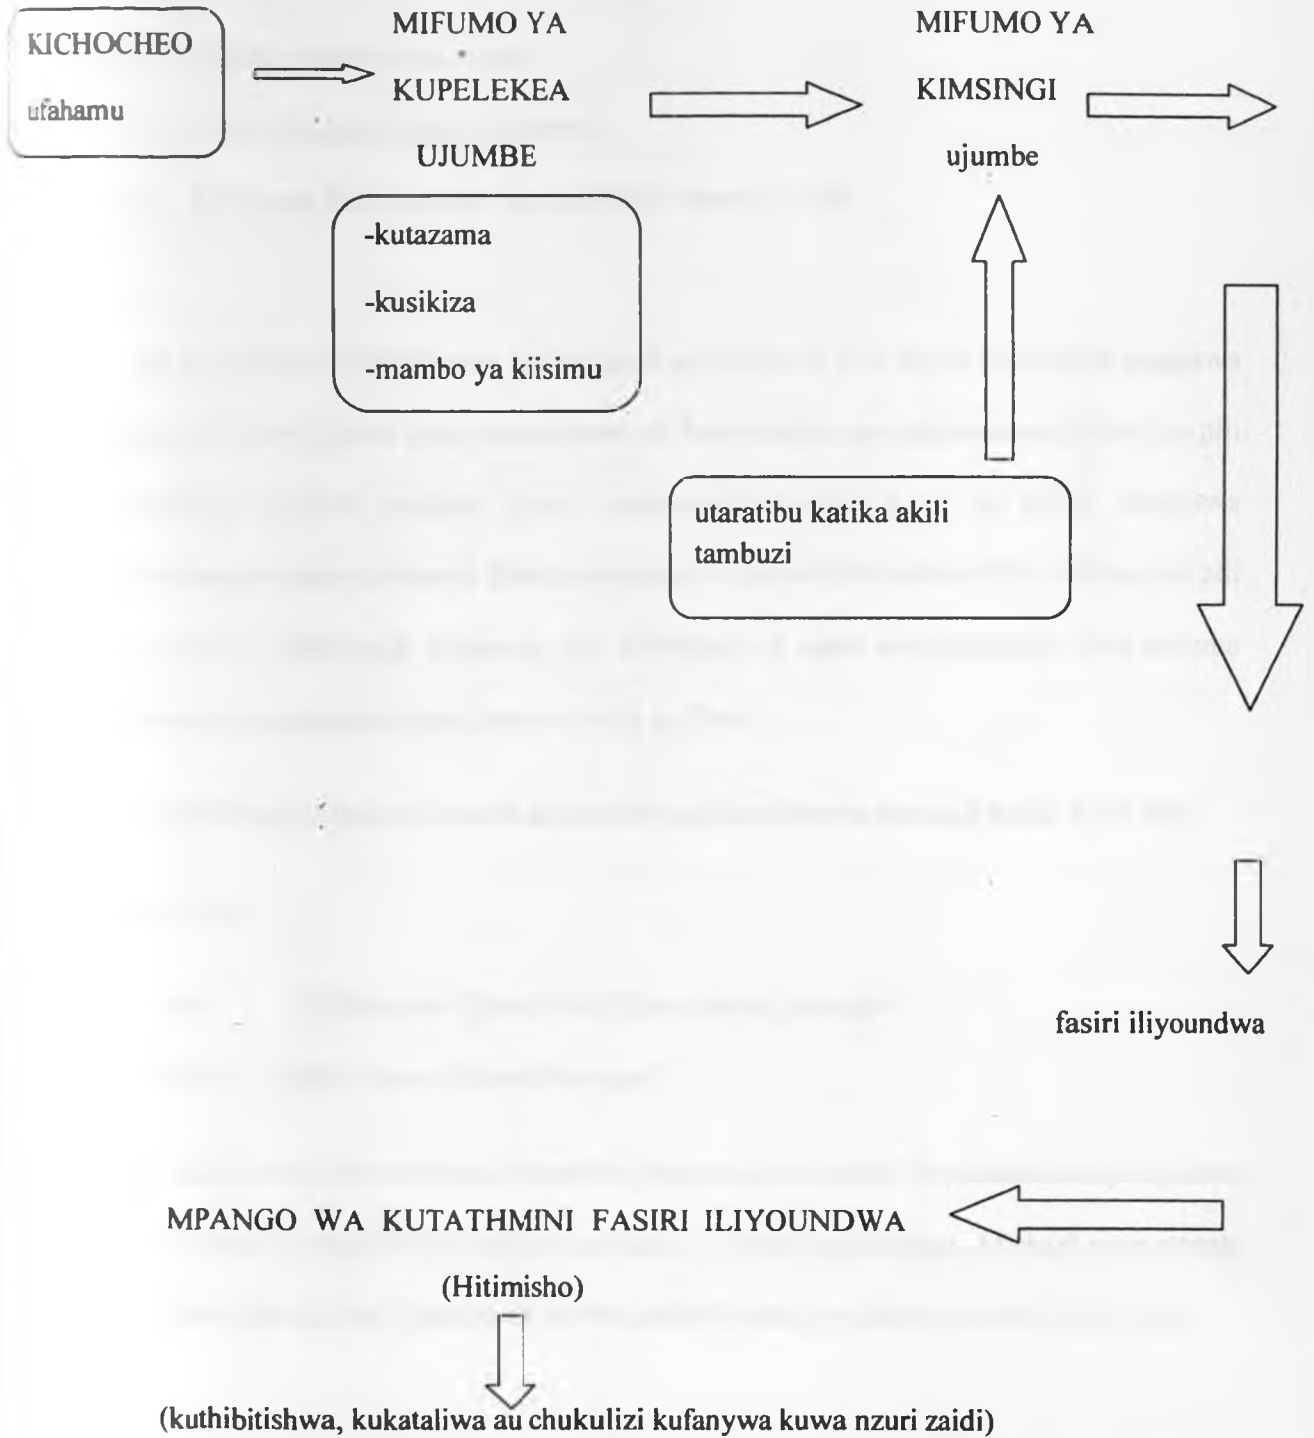 KICHOCHEO
ufahamu
MIFUMO YA
KUPELEKEA
UJUMBE
-kutazama
-kusikiza
-mambo ya kiisimu
MIFUMO YA
KIMSINGI
ujumbe
utaratibu katika akili
tambuzi
fasiri iliyoundwa
MPANGO WA KUTATHMINI FASIRI ILIYOUNDWA
(Hitimisho)
(kuthibitishwa, kukataliwa au chukulizi kufanywa kuwa nzuri zaidi)